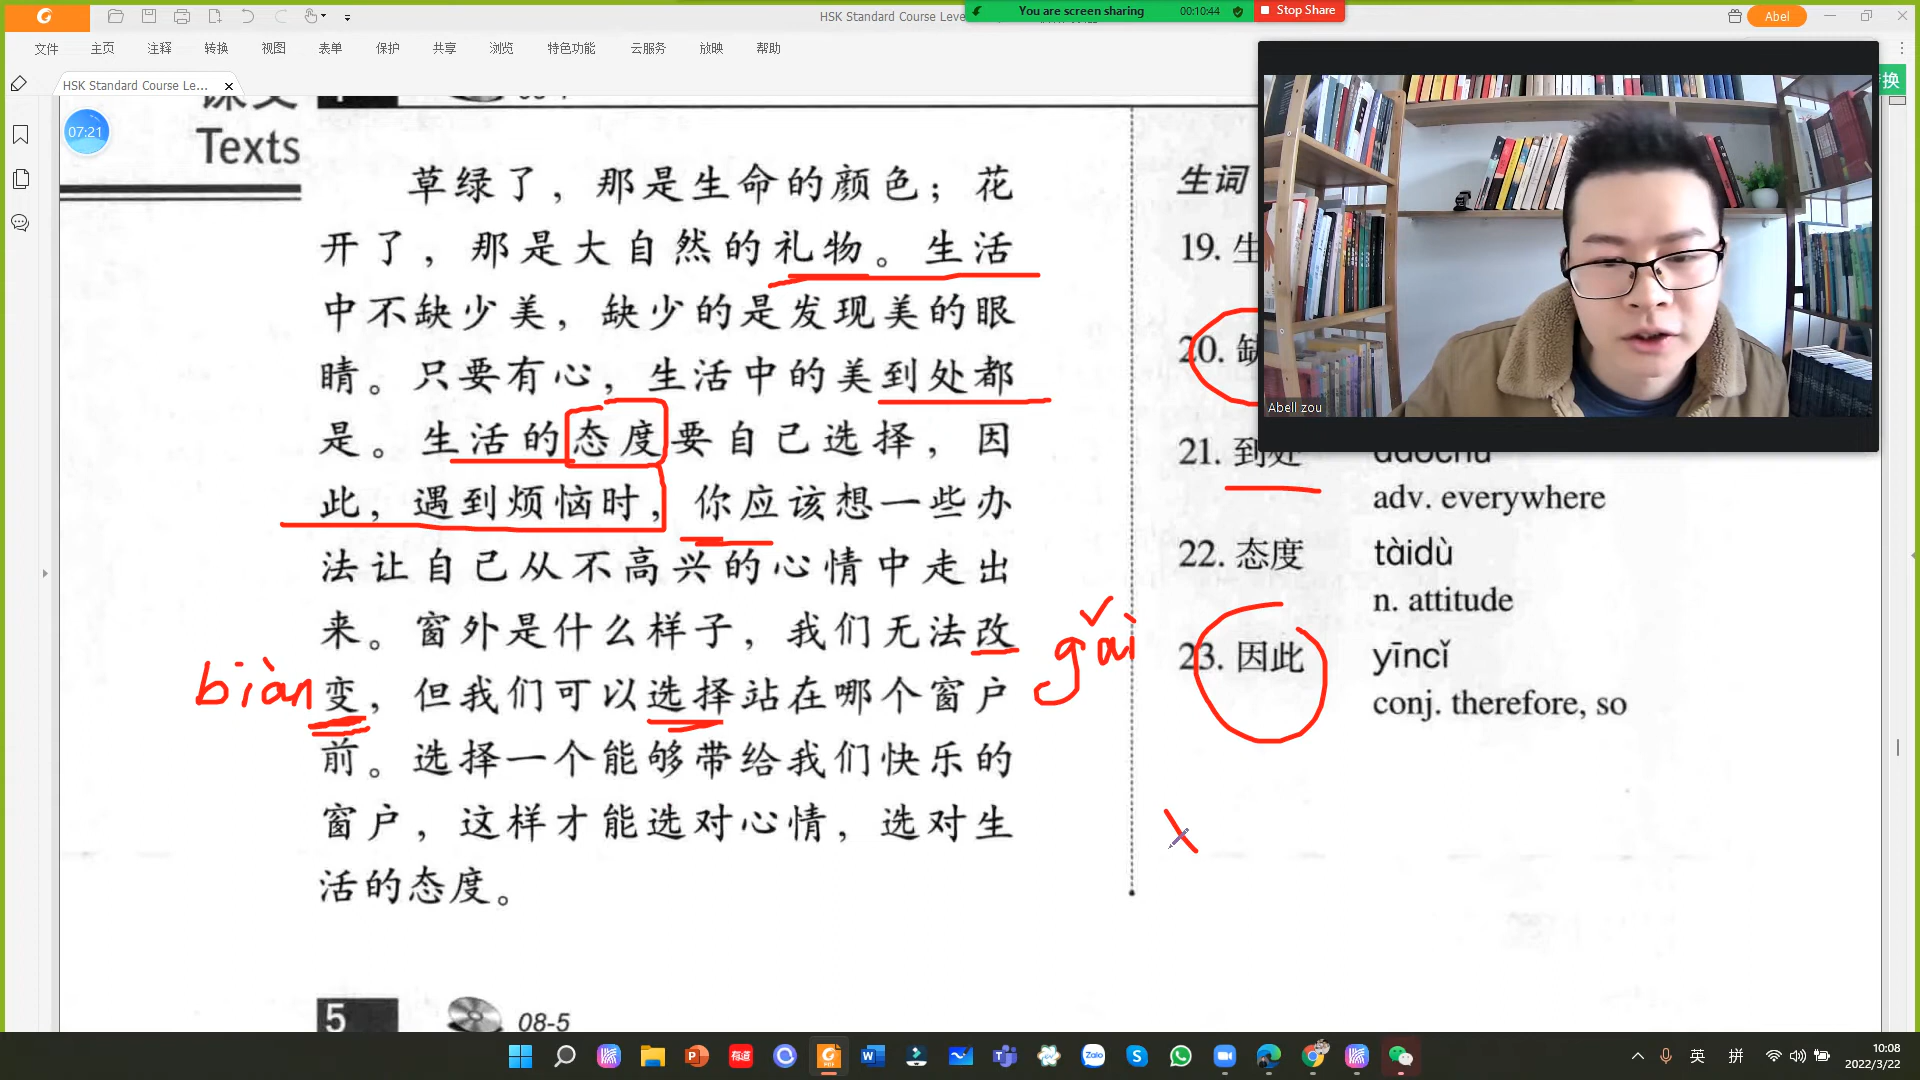 HSK Standard Course Leve
You are screen sharing
00:10:44
Stop Share
Abel
文件 主页 注释 转换 视图 表单 保护 共享 浏览 特色功能 云服务 放映 帮助
HSK Standard Course Le...
换
07:21
课文
Texts
草绿了，那是生命的颜色；花
开了，那是大自然的礼物。生活
中不缺少美，缺少的是发现美的眼
睛。只要有心，生活中的美到处都
是。生活的态度要自己选择，因
此，遇到烦恼时，你应该想一些办
法让自己从不高兴的心情中走出
来。窗外是什么样子，我们无法改
变，但我们可以选择站在哪个窗户
前。选择一个能够带给我们快乐的
窗户，这样才能选对心情，选对生
活的态度。
biàn
gǎi
生词
19. 生
20. 缺
21. 到处 dàochù
adv. everywhere
22. 态度 tàidù
n. attitude
23. 因此 yīncǐ
conj. therefore, so
5 08-5
Abell zou
有道
Zalo
英 拼
10:08
2022/3/22